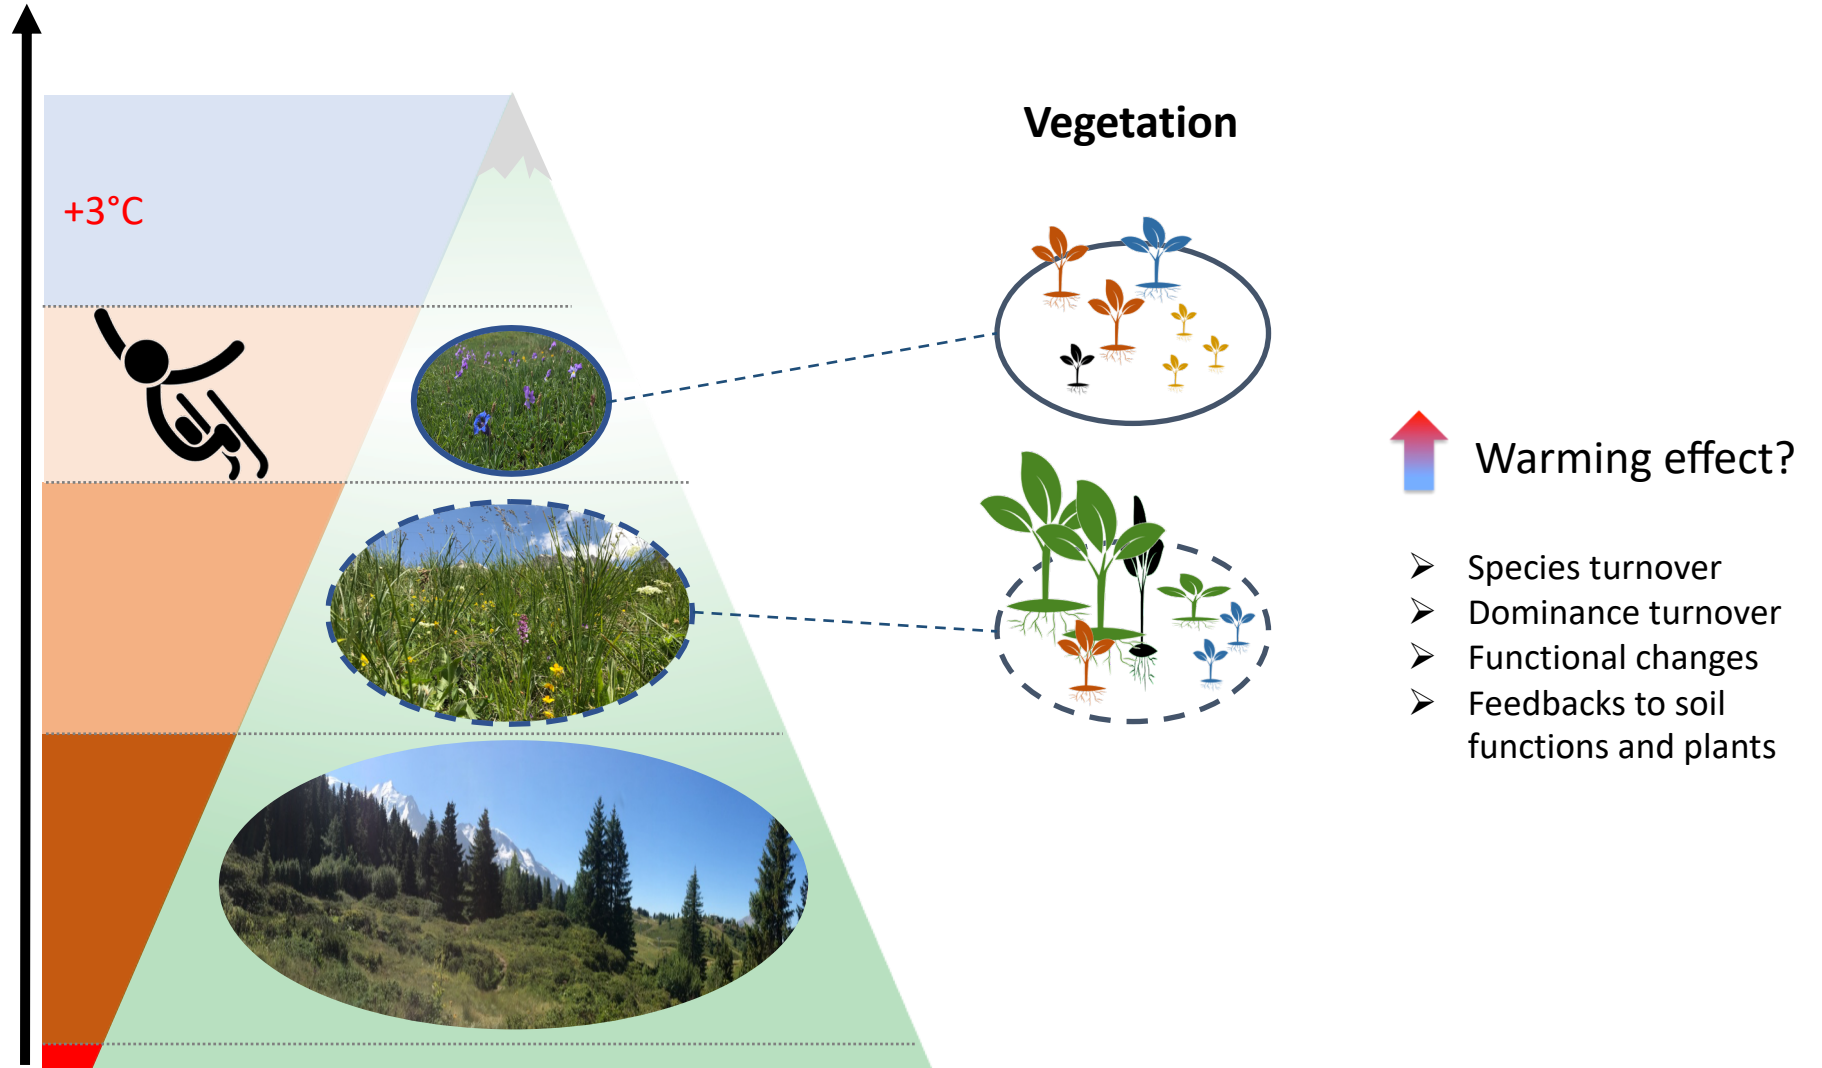 Vegetation
+3°C
Warming effect?
➢ Species turnover
➢ Dominance turnover
➢ Functional changes
➢ Feedbacks to soil
functions and plants